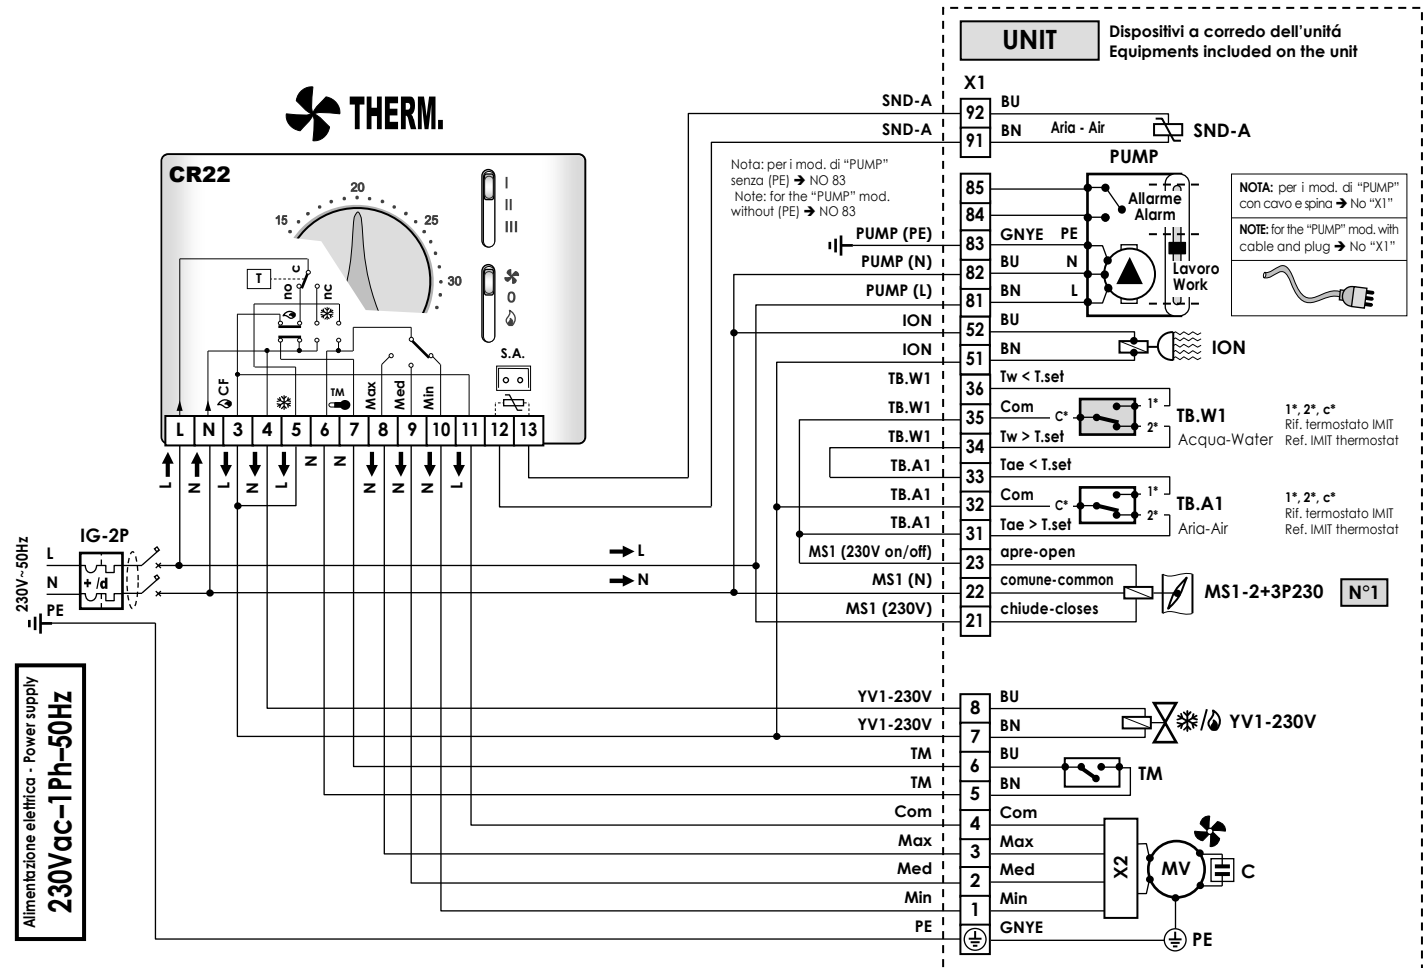 UNIT
Dispositivi a corredo dell'unitá
Equipments included on the unit
X1
THERM.
CR22
15
20
25
30
I
II
III
0
T
c
no
nc
CF
TM
Max
Med
Min
S.A.
L N 3 4 5 6 7 8 9 10 11 12 13
L
N
L
N
L
N
N
N
N
N
L
Nota: per i mod. di "PUMP"
senza (PE) ➔ NO 83
Note: for the "PUMP" mod.
without (PE) ➔ NO 83
SND-A 92 BU
SND-A 91 BN
Aria - Air
SND-A
PUMP
85
84
Allarme
Alarm
PUMP (PE) 83 GNYE PE
PUMP (N) 82 BU N
PUMP (L) 81 BN L
Lavoro
Work
NOTA: per i mod. di "PUMP"
con cavo e spina ➔ No "X1"
NOTE: for the "PUMP" mod. with
cable and plug ➔ No "X1"
ION 52 BU
ION 51 BN
ION
TB.W1 36 Tw < T.set
TB.W1 35 Com C* 1* 2*
TB.W1 34 Tw > T.set
TB.W1
Acqua-Water
1*, 2*, c*
Rif. termostato IMIT
Ref. IMIT thermostat
TB.A1 33 Tae < T.set
TB.A1 32 Com C* 1* 2*
TB.A1 31 Tae > T.set
TB.A1
Aria-Air
1*, 2*, c*
Rif. termostato IMIT
Ref. IMIT thermostat
MS1 (230V on/off) 23 apre-open
MS1 (N) 22 comune-common
MS1 (230V) 21 chiude-closes
MS1-2+3P230
N°1
IG-2P
230V~50Hz
L
N
PE
+ /d
➔ L
➔ N
Alimentazione elettrica - Power supply
230Vac–1Ph–50Hz
YV1-230V 8 BU
YV1-230V 7 BN
/
YV1-230V
TM 6 BU
TM 5 BN
TM
Com 4 Com
Max 3 Max
Med 2 Med
Min 1 Min
X2
MV
C
PE GNYE
PE